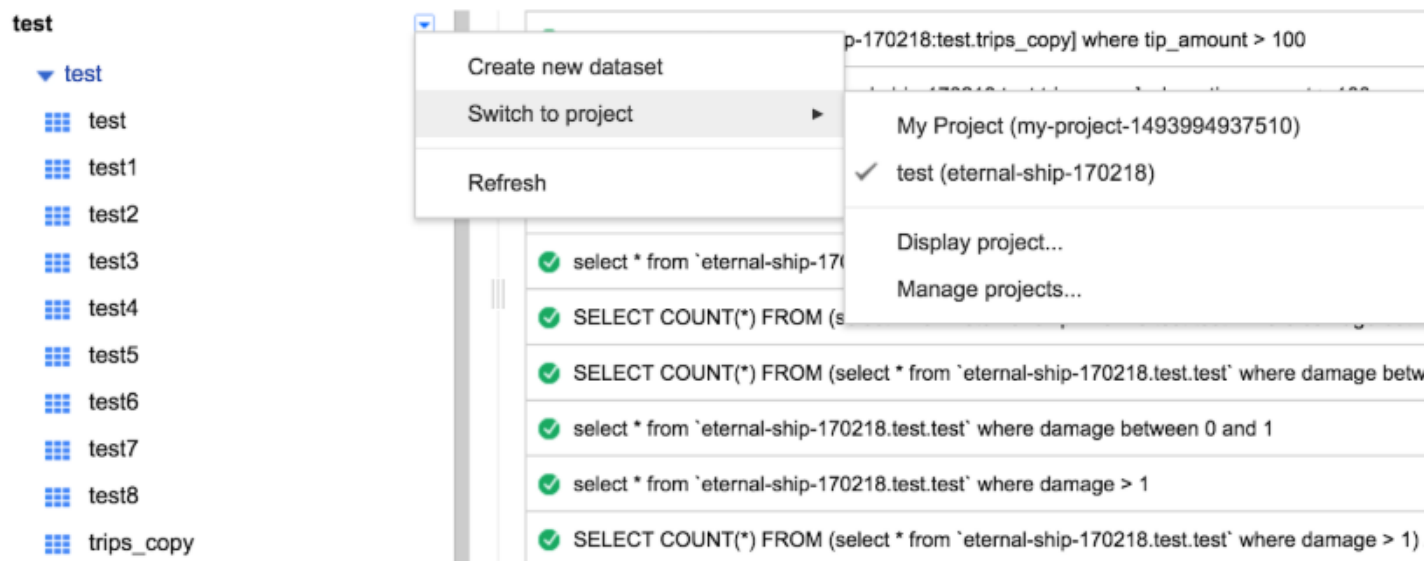 test
test
test
test1
test2
test3
test4
test5
test6
test7
test8
trips_copy
Create new dataset
Switch to project
Refresh
My Project (my-project-1493994937510)
test (eternal-ship-170218)
Display project...
Manage projects...
p-170218:test.trips_copy] where tip_amount > 100
select * from `eternal-ship-17
SELECT COUNT(*) FROM (s
SELECT COUNT(*) FROM (select * from `eternal-ship-170218.test.test` where damage betw
select * from `eternal-ship-170218.test.test` where damage between 0 and 1
select * from `eternal-ship-170218.test.test` where damage > 1
SELECT COUNT(*) FROM (select * from `eternal-ship-170218.test.test` where damage > 1)